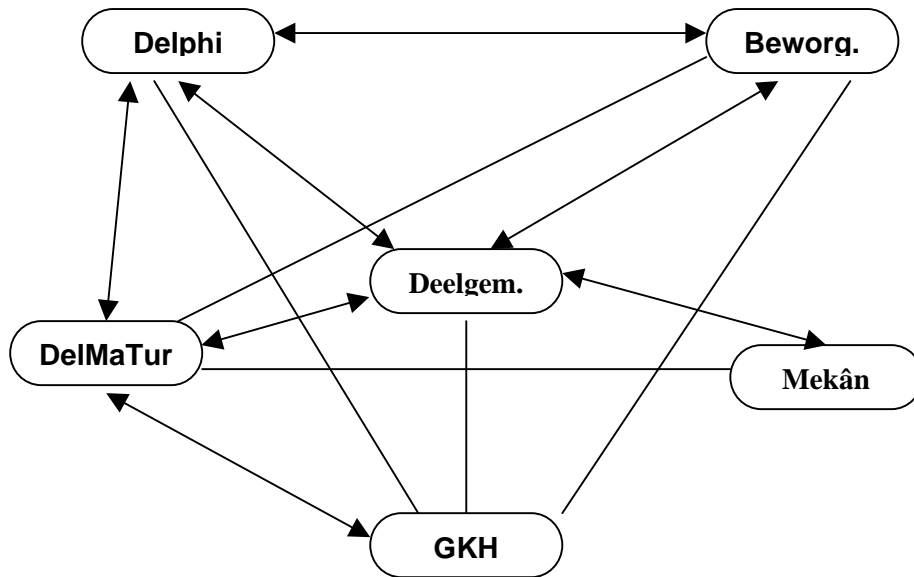 Delphi
Beworg.
Deelgem.
DelMaTur
Mekân
GKH